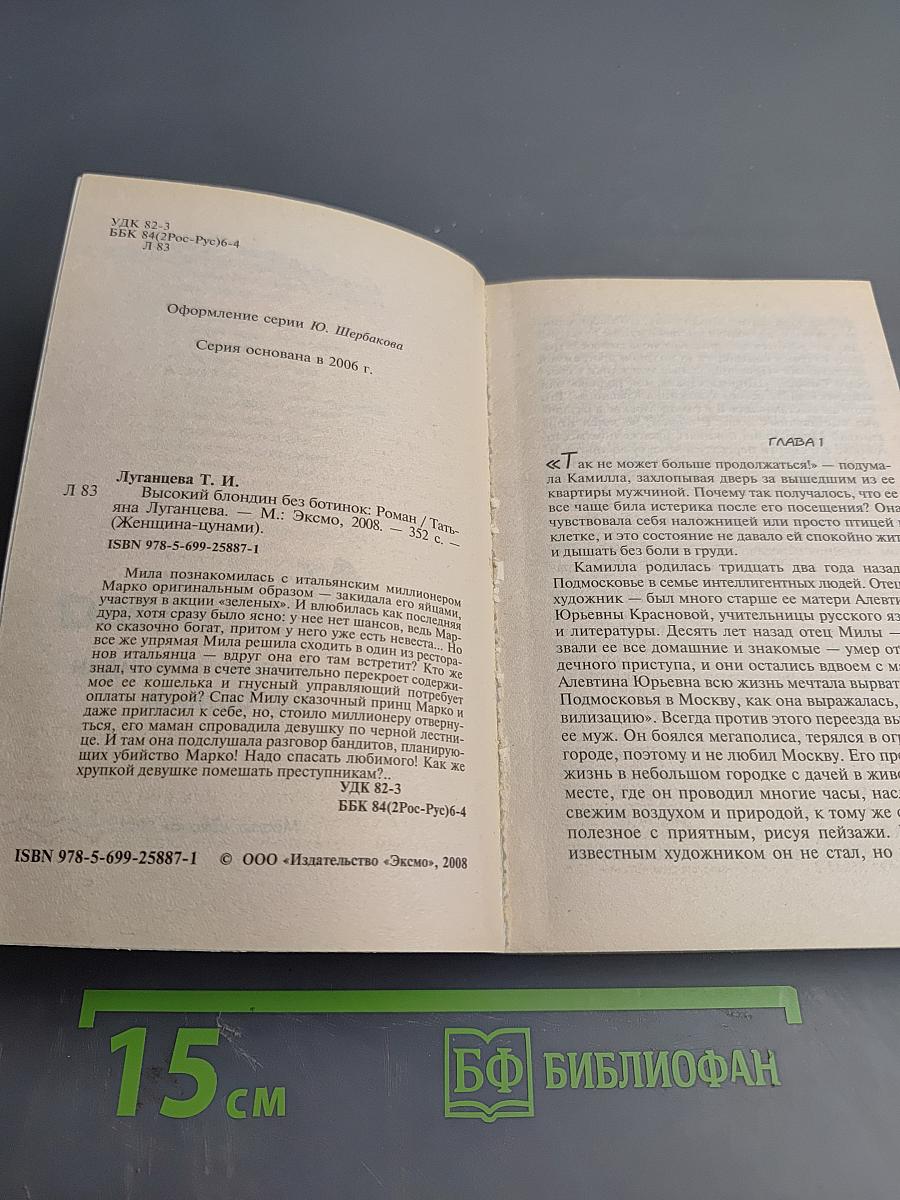 УДК 82-3
ББК 84(2Рос-Рус)6-4
Л 83
Оформление серии Ю. Щербакова
Серия основана в 2006 г.
Луганцева Т. И.
Л 83
Высокий блондин без ботинок: Роман / Тать-
яна Луганцева. — М.: Эксмо, 2008. — 352 с. —
(Женщина-цунами).
ISBN 978-5-699-25887-1
Мила познакомилась с итальянским миллионером
Марко оригинальным образом — закидала его яйцами,
участвуя в акции «зеленых». И влюбилась как последняя
дура, хотя сразу было ясно: у нее нет шансов, ведь Мар-
ко сказочно богат, притом у него уже есть невеста... Но
все же упрямая Мила решила сходить в один из рестора-
нов итальянца — вдруг она его там встретит? Кто же
знал, что сумма в счете значительно перекроет содержи-
мое ее кошелька и гнусный управляющий потребует
оплаты натурой? Спас Милу сказочный принц Марко и
даже пригласил к себе, но, стоило миллионеру отверну-
ться, его маман спровадила девушку по черной лестни-
це. И там она подслушала разговор бандитов, планирую-
щих убийство Марко! Надо спасать любимого! Как же
хрупкой девушке помешать преступникам?..
УДК 82-3
ББК 84(2Рос-Рус)6-4
ISBN 978-5-699-25887-1 © ООО «Издательство «Эксмо», 2008
ГЛАВА 1
«Так не может больше продолжаться!» — подума-
ла Камилла, захлопывая дверь за вышедшим из ее
квартиры мужчиной. Почему так получалось, что ее
все чаще била истерика после его посещения? Она
чувствовала себя наложницей или просто птицей
клетке, и это состояние не давало ей спокойно жит
и дышать без боли в груди.
Камилла родилась тридцать два года назад
Подмосковье в семье интеллигентных людей. Отец
художник — был много старше ее матери Алевти
Юрьевны Красновой, учительницы русского яз
и литературы. Десять лет назад отец Милы —
звали ее все домашние и знакомые — умер от
дечного приступа, и они остались вдвоем с ма
Алевтина Юрьевна всю жизнь мечтала вырват
Подмосковья в Москву, как она выражалась,
вилизацию». Всегда против этого переезда вы
ее муж. Он боялся мегаполиса, терялся в огр
городе, поэтому и не любил Москву. Его пре
жизнь в небольшом городке с дачей в живо
месте, где он проводил многие часы, насл
свежим воздухом и природой, к тому же с
полезное с приятным, рисуя пейзажи.
известным художником он не стал, но
15 см
БФ БИБЛИОФАН